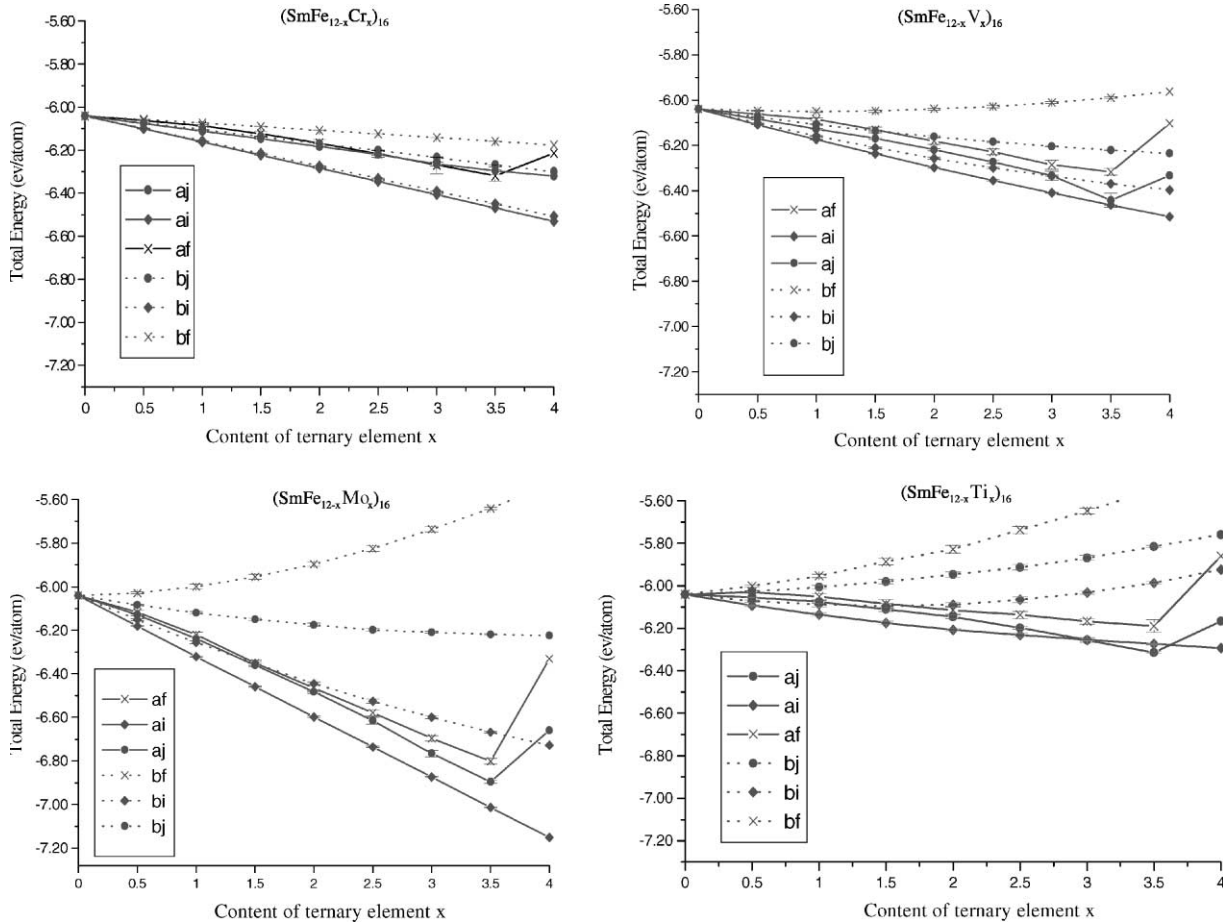 (SmFe12-xCrx)16
-5.60
-5.80
-6.00
-6.20
-6.40
-6.60
-6.80
-7.00
-7.20
Total Energy (ev/atom)
aj
ai
af
bj
bi
bf
0 0.5 1 1.5 2 2.5 3 3.5 4
Content of ternary element x
(SmFe12-xVx)16
-5.60
-5.80
-6.00
-6.20
-6.40
-6.60
-6.80
-7.00
-7.20
Total Energy (ev/atom)
af
ai
aj
bf
bi
bj
0 0.5 1 1.5 2 2.5 3 3.5 4
Content of ternary element x
(SmFe12-xMox)16
-5.60
-5.80
-6.00
-6.20
-6.40
-6.60
-6.80
-7.00
-7.20
Total Energy (ev/atom)
af
ai
aj
bf
bi
bj
0 0.5 1 1.5 2 2.5 3 3.5 4
Content of ternary element x
(SmFe12-xTix)16
-5.60
-5.80
-6.00
-6.20
-6.40
-6.60
-6.80
-7.00
-7.20
Total Energy (ev/atom)
aj
ai
af
bj
bi
bf
0 0.5 1 1.5 2 2.5 3 3.5 4
Content of ternary element x